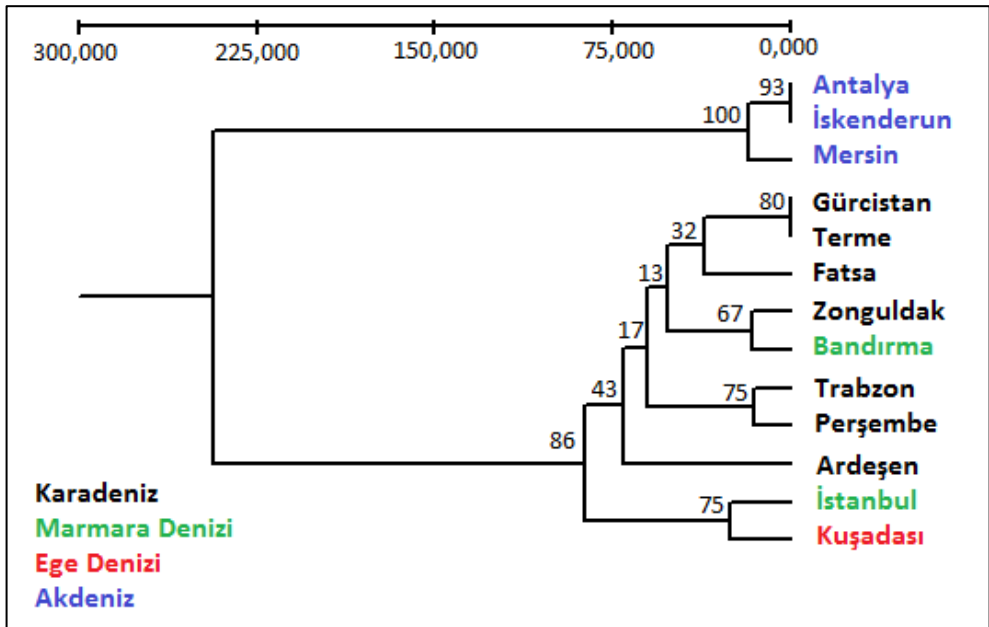 300,000 225,000 150,000 75,000 0,000
93 Antalya
100 İskenderun
Mersin
80 Gürcistan
32 Terme
13 Fatsa
67 Zonguldak
17 Bandırma
43 75 Trabzon
86 Perşembe
Ardeşen
75 İstanbul
Kuşadası
Karadeniz
Marmara Denizi
Ege Denizi
Akdeniz